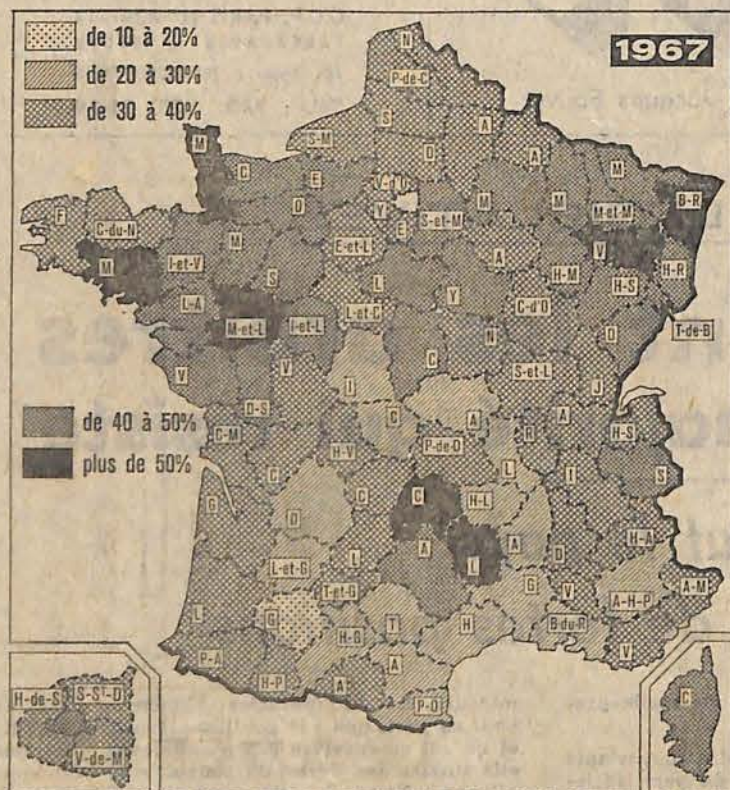 de 10 à 20%
de 20 à 30%
de 30 à 40%
1967
N
P-de-C
S
A
S-M
O
A
M
C
E
V-d'O
M
M
M
B-R
O
Y
E
S-et-M
M-et-M
F
C-du-N
M
E-et-L
A
V
H-R
M
I-et-V
S
L
H-M
H-S
L-A
L-et-C
Y
C-d'O
T-de-B
M-et-L
I-et-L
N
D
V
V
C
S-et-L
J
I
D-S
C
A
A
H-S
de 40 à 50%
plus de 50%
C-M
H-V
P-de-D
R
C
L
I
S
G
C
C
H-L
D
L-et-G
L
A
L
A
D
H-A
T-et-G
G
V
A-H-P
A-M
L
G
H-G
T
H
B-du-R
V
P-A
H-P
A
A
P-O
H-de-S
S-St-D
V-de-M
C